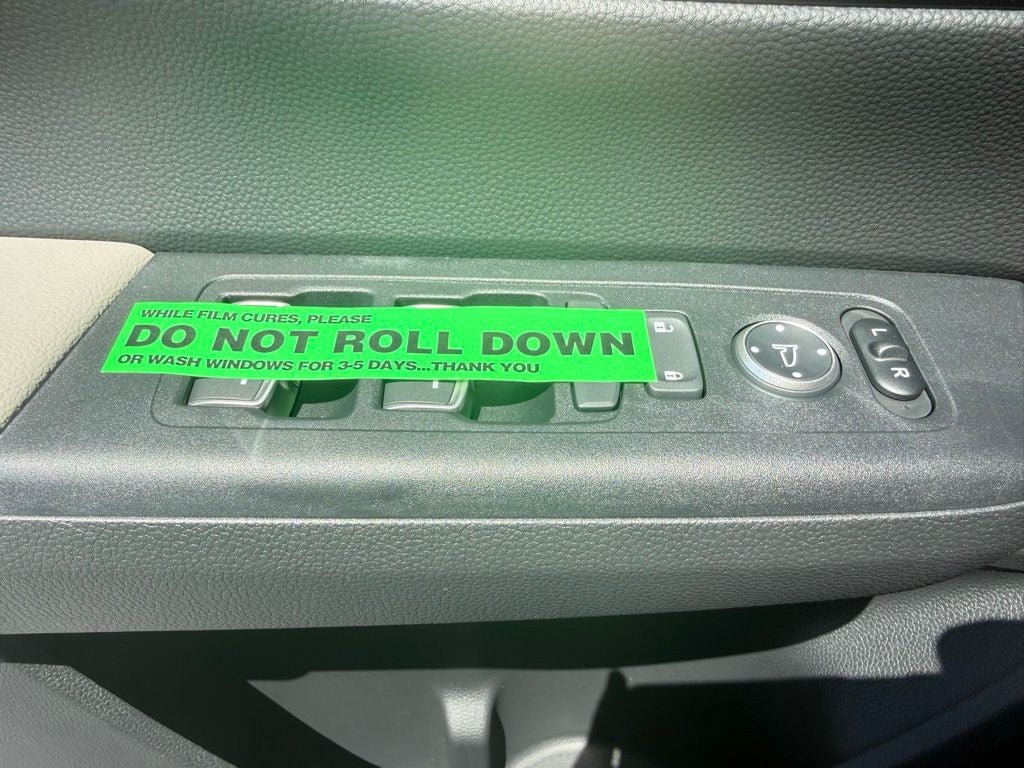 WHILE FILM CURES, PLEASE
DO NOT ROLL DOWN
OR WASH WINDOWS FOR 3-5 DAYS...THANK YOU
L R